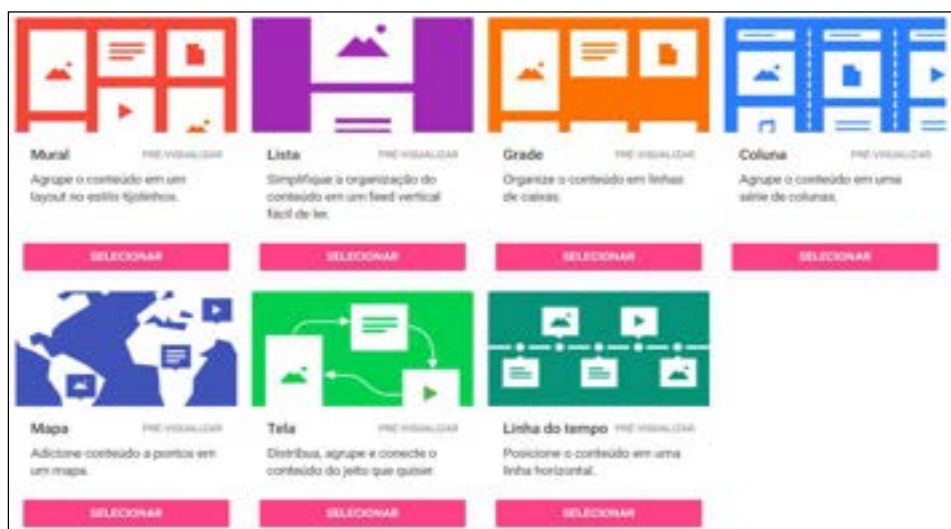 Mural PRÉ-VISUALIZAR
Agrupe o conteúdo em um
layout no estilo tijolinhos.
SELECIONAR
Lista PRÉ-VISUALIZAR
Simplifique a organização do
conteúdo em um feed vertical
fácil de ler.
SELECIONAR
Grade PRÉ-VISUALIZAR
Organize o conteúdo em linhas
de caixas.
SELECIONAR
Coluna PRÉ-VISUALIZAR
Agrupe o conteúdo em uma
série de colunas.
SELECIONAR
Mapa PRÉ-VISUALIZAR
Adicione conteúdo a pontos em
um mapa.
SELECIONAR
Tela PRÉ-VISUALIZAR
Distribua, agrupe e conecte o
conteúdo do jeito que quiser.
SELECIONAR
Linha do tempo PRÉ-VISUALIZAR
Posicione o conteúdo em uma
linha horizontal.
SELECIONAR